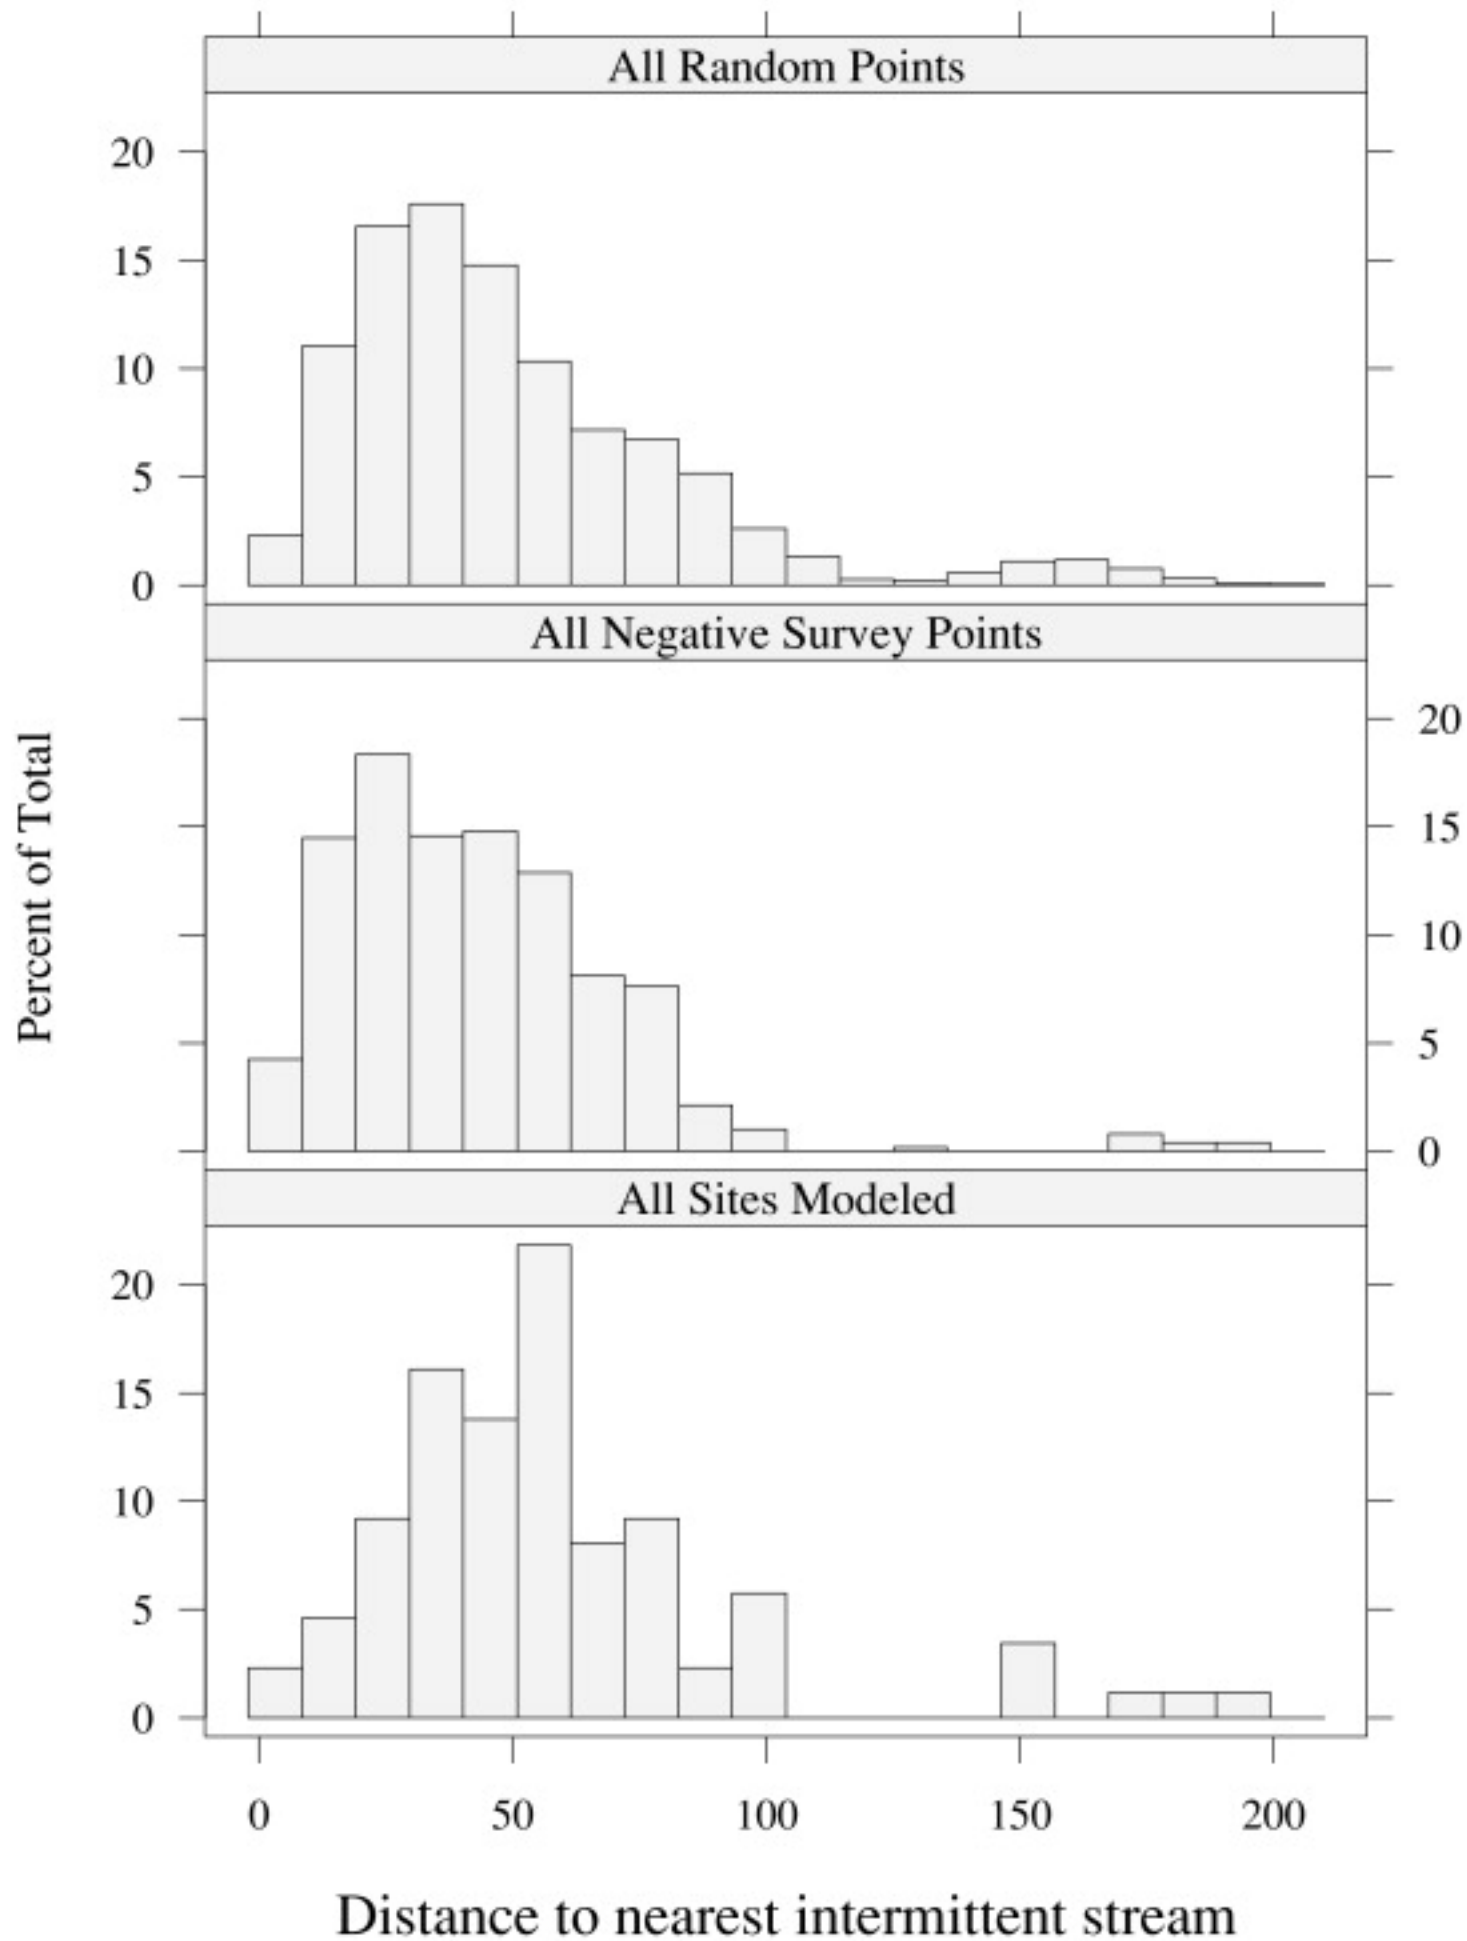 All Random Points
20
15
10
5
0
All Negative Survey Points
20
15
10
5
0
Percent of Total
All Sites Modeled
20
15
10
5
0
0 50 100 150 200
Distance to nearest intermittent stream